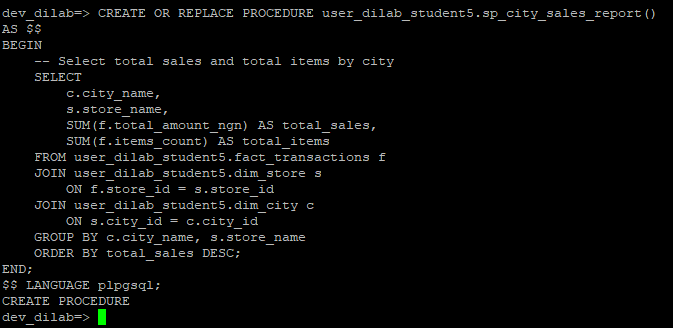 dev_dilab=> CREATE OR REPLACE PROCEDURE user_dilab_student5.sp_city_sales_report()
AS $$
BEGIN
    -- Select total sales and total items by city
    SELECT
        c.city_name,
        s.store_name,
        SUM(f.total_amount_ngn) AS total_sales,
        SUM(f.items_count) AS total_items
    FROM user_dilab_student5.fact_transactions f
    JOIN user_dilab_student5.dim_store s
        ON f.store_id = s.store_id
    JOIN user_dilab_student5.dim_city c
        ON s.city_id = c.city_id
    GROUP BY c.city_name, s.store_name
    ORDER BY total_sales DESC;
END;
$$ LANGUAGE plpgsql;
CREATE PROCEDURE
dev_dilab=>